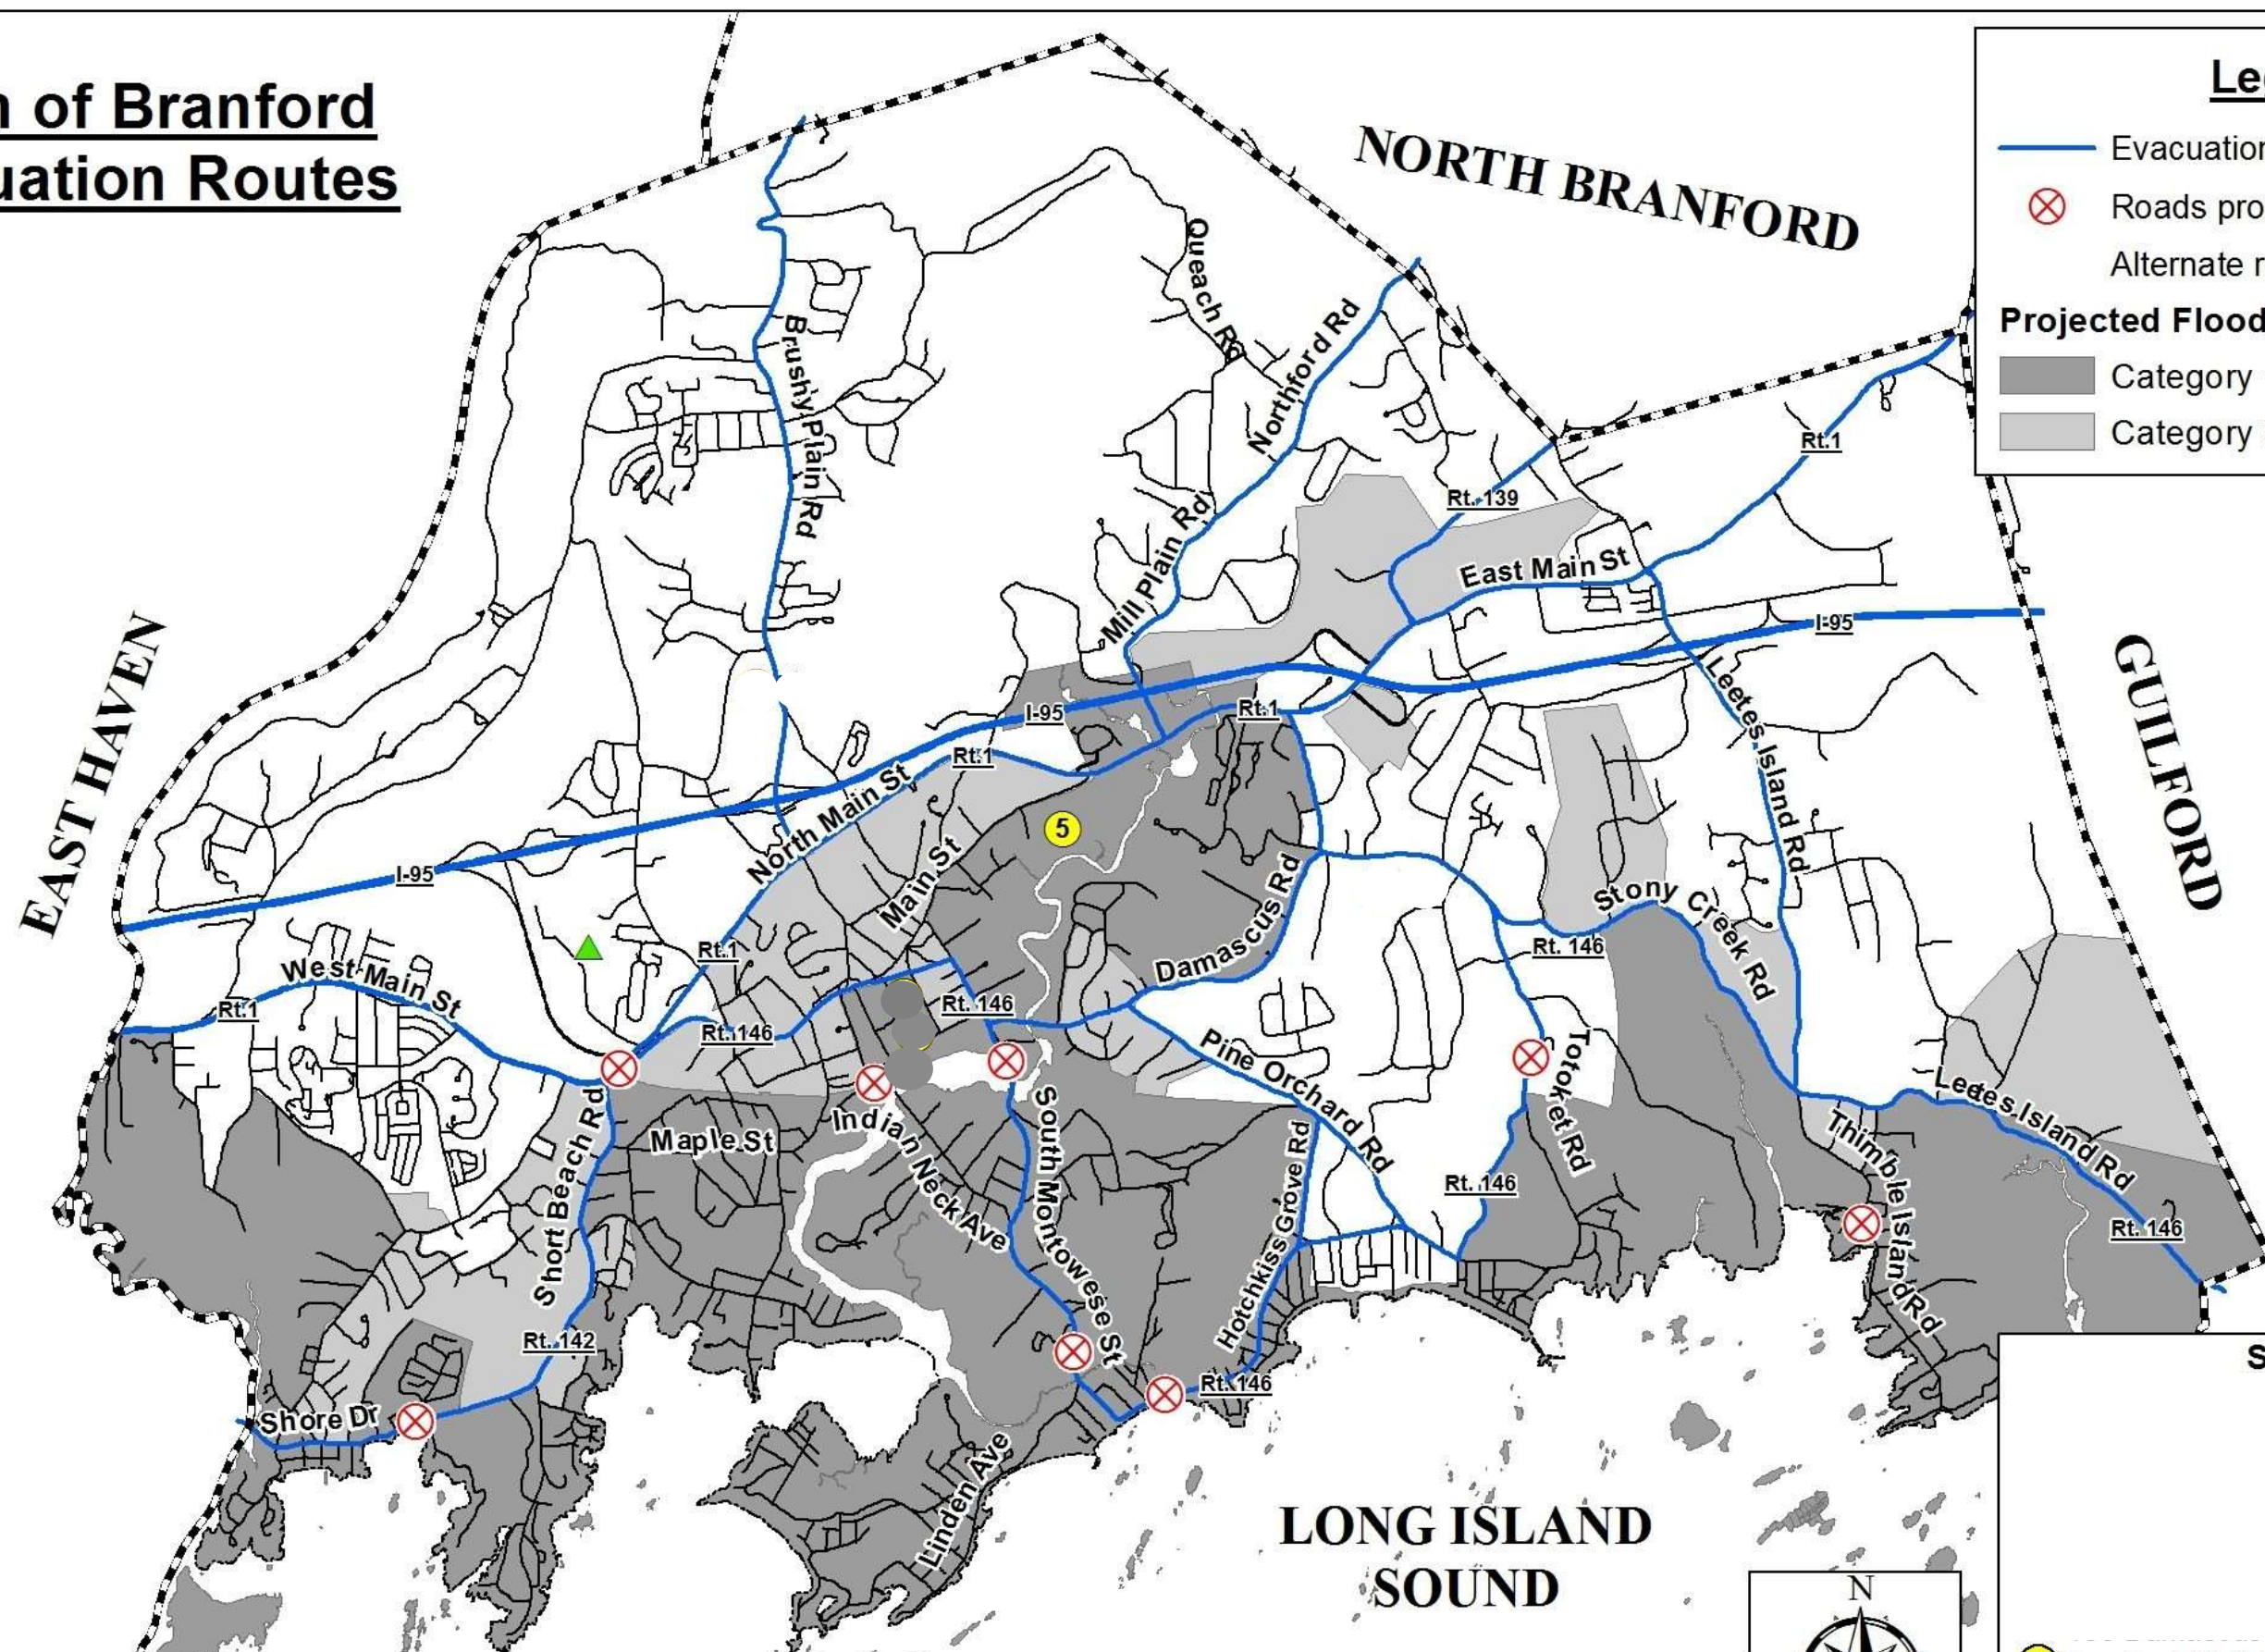 n of Branford
uation Routes
NORTH BRANFORD
Le
Evacuation
Roads pro
Alternate r
Projected Flood
Category
Category
Queach Rd
Northford Rd
Brushy Plain Rd
Rt.1
Rt. 139
Mill Plain Rd
East Main St
I-95
EAST HAVEN
GUILFORD
Leetes Island Rd
I-95
Rt.1
Rt.1
North Main St
5
I-95
Main St
Damascus Rd
Stony Creek Rd
Rt.1
Rt. 146
West Main St
Rt.1
Rt. 146
Rt. 146
Pine Orchard Rd
Totoket Rd
Leetes Island Rd
Thimble Island Rd
Indian Neck Ave
Maple St
Short Beach Rd
South Montowese St
Hotchkiss Grove Rd
Rt. 146
Rt. 146
Rt. 142
Rt. 146
Shore Dr
Linden Ave
LONG ISLAND
SOUND
S
N